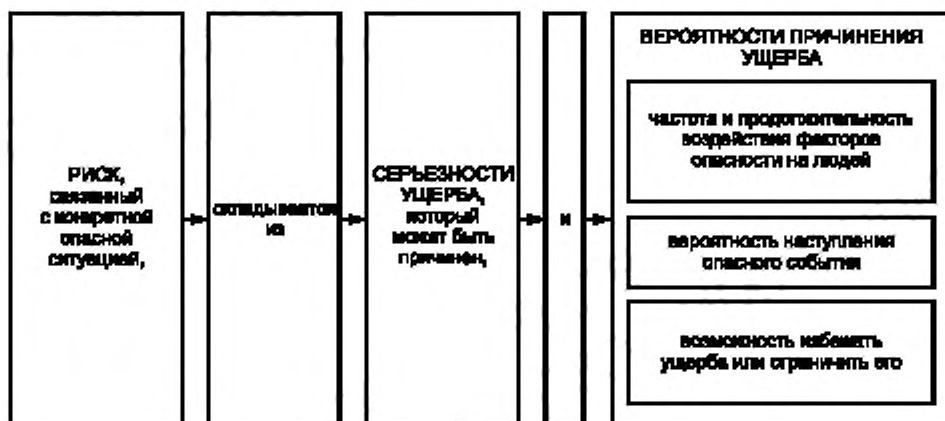 РИСК,
связанный
с конкретной
опасной
ситуацией,
складывается
из
СЕРЬЕЗНОСТИ
УЩЕРБА,
который
может быть
причинен,
и
ВЕРОЯТНОСТИ ПРИЧИНЕНИЯ
УЩЕРБА
частота и продолжительность
воздействия факторов
опасности на людей
вероятность наступления
опасного события
возможность избежать
ущерба или ограничить его